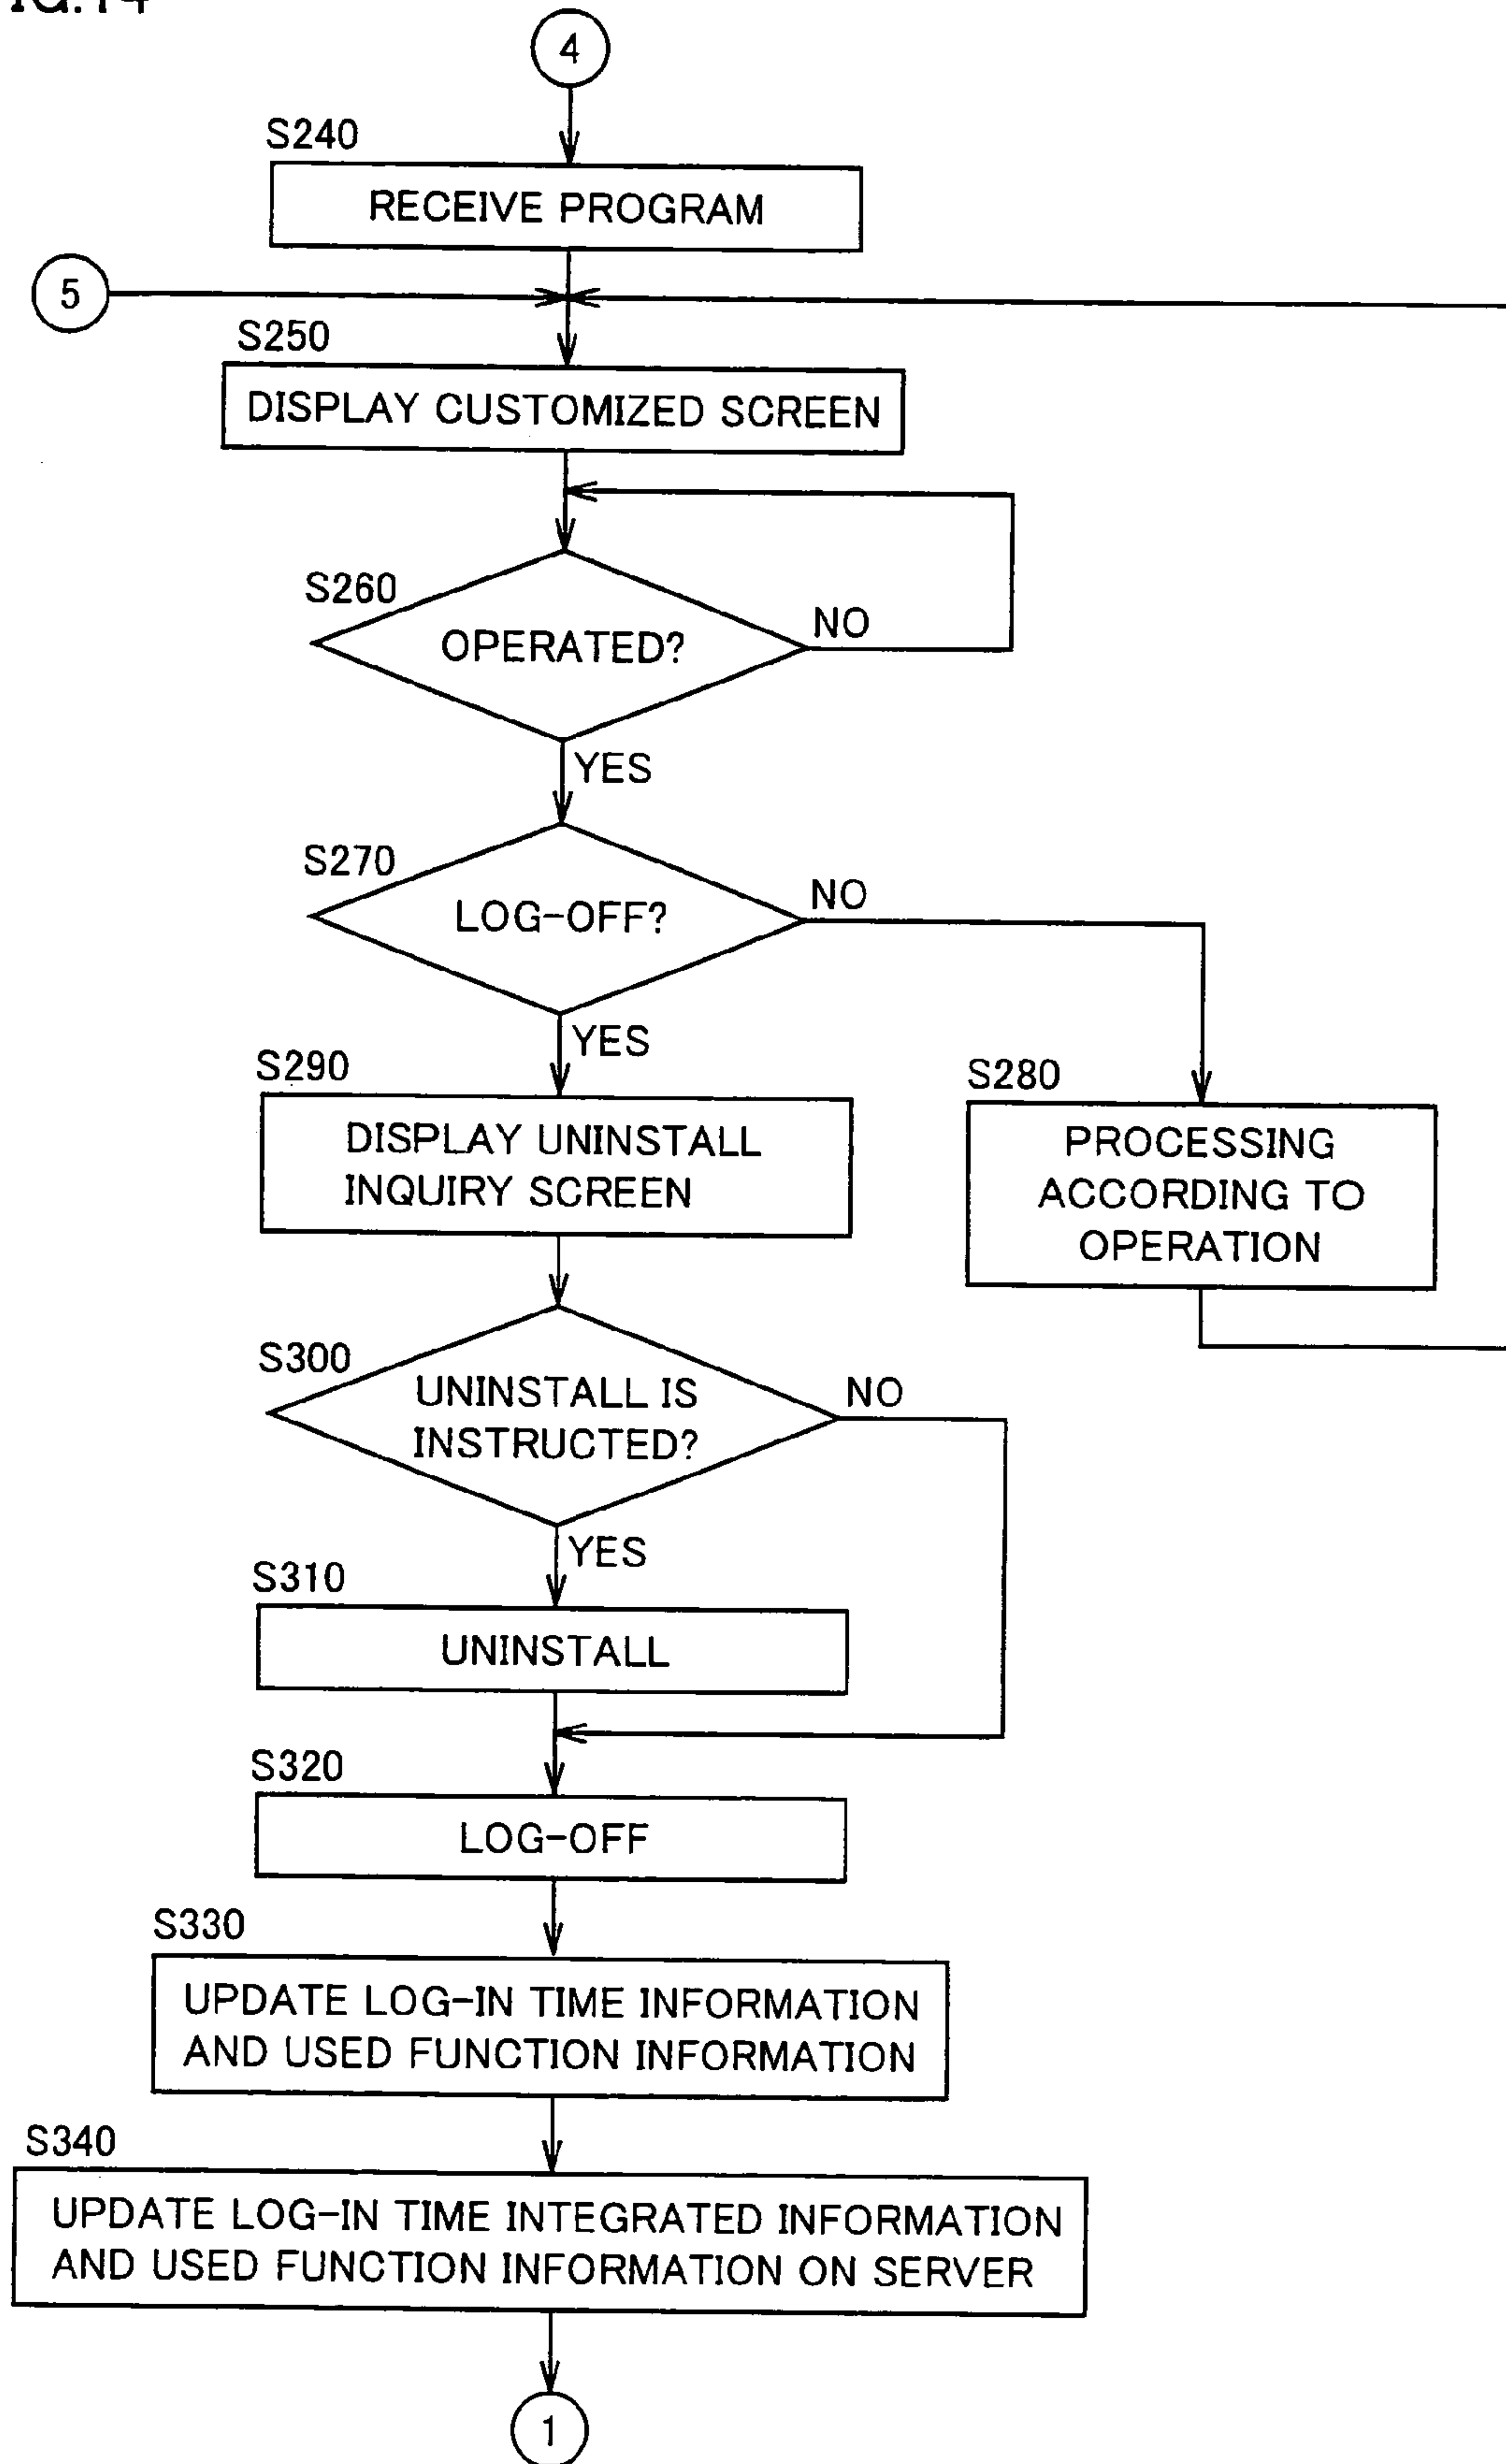 IG.14
4
S240
RECEIVE PROGRAM
5
S250
DISPLAY CUSTOMIZED SCREEN
S260
OPERATED?
NO
YES
S270
LOG-OFF?
NO
YES
S290
DISPLAY UNINSTALL
INQUIRY SCREEN
S280
PROCESSING
ACCORDING TO
OPERATION
S300
UNINSTALL IS
INSTRUCTED?
NO
YES
S310
UNINSTALL
S320
LOG-OFF
S330
UPDATE LOG-IN TIME INFORMATION
AND USED FUNCTION INFORMATION
S340
UPDATE LOG-IN TIME INTEGRATED INFORMATION
AND USED FUNCTION INFORMATION ON SERVER
1